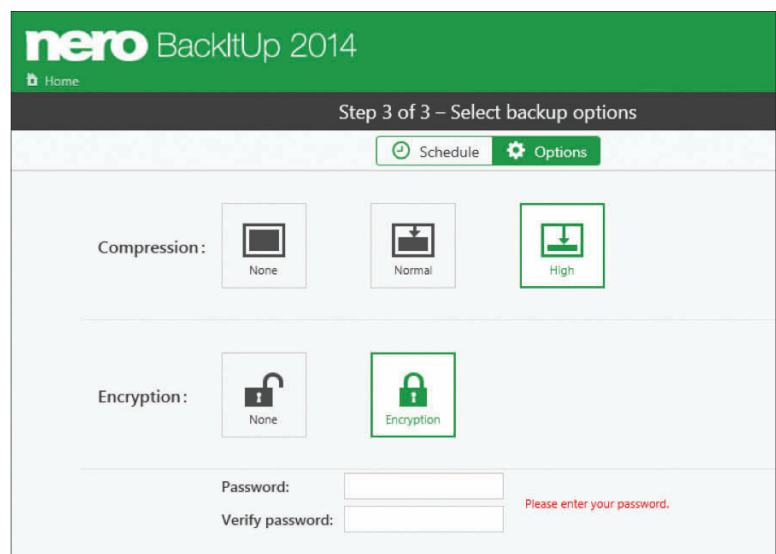 nero BackItUp 2014
Home
Step 3 of 3 – Select backup options
Schedule Options
Compression:
None Normal High
Encryption:
None Encryption
Password:
Please enter your password.
Verify password: